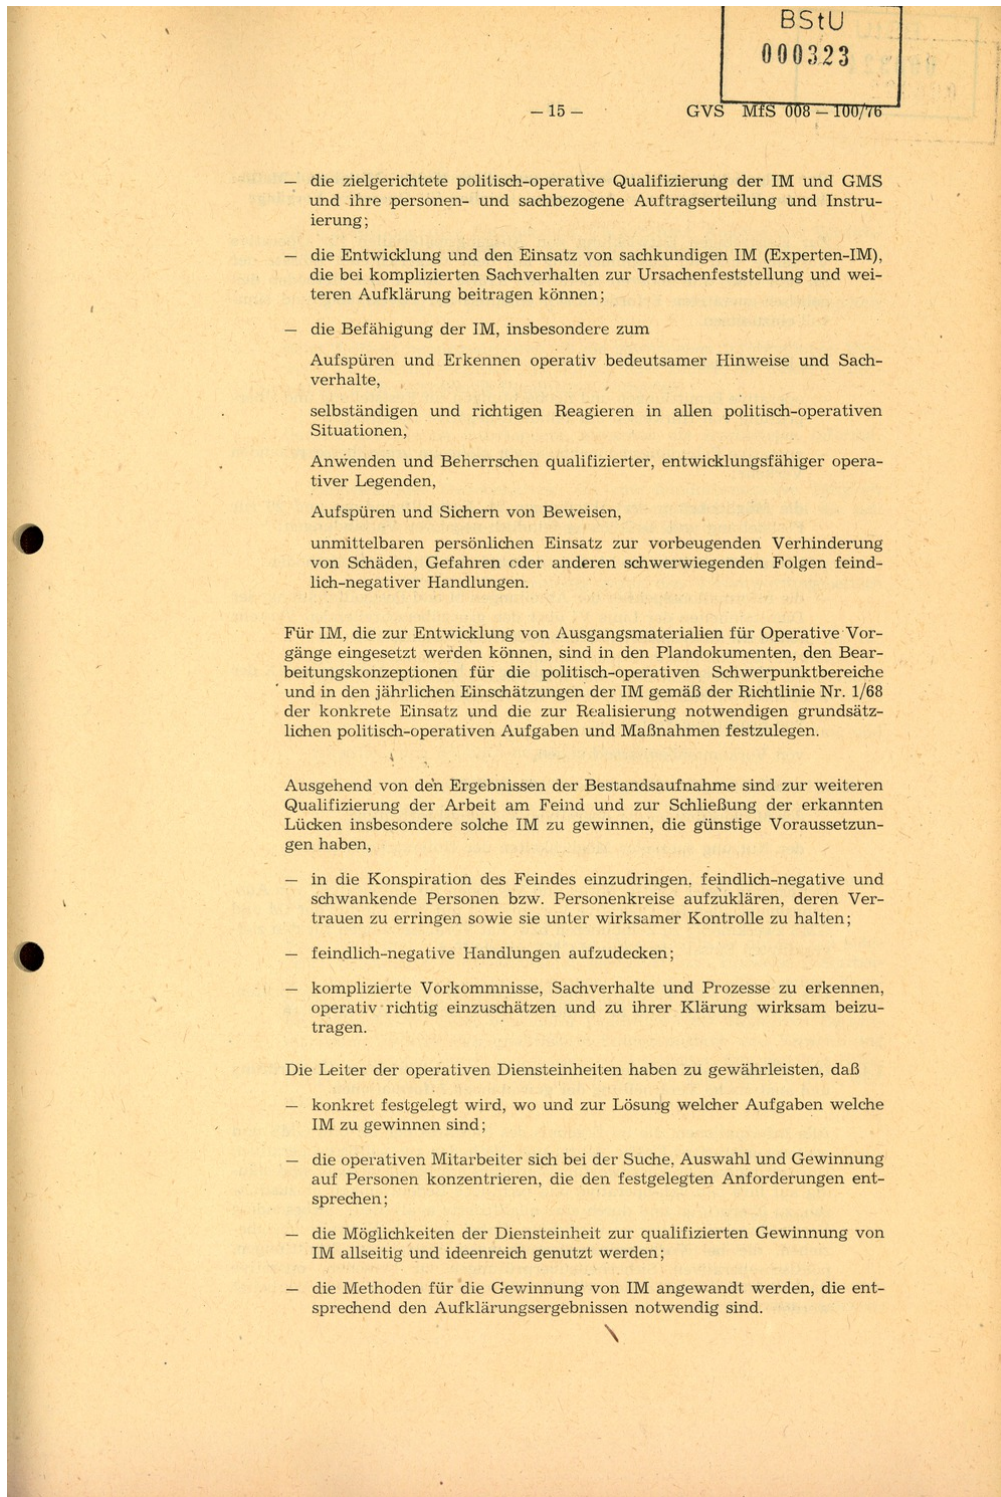 BStU
000323
— 15 —
GVS MfS 008 — 100/76
— die zielgerichtete politisch-operative Qualifizierung der IM und GMS
und ihre personen- und sachbezogene Auftragserteilung und Instru-
ierung;
— die Entwicklung und den Einsatz von sachkundigen IM (Experten-IM),
die bei komplizierten Sachverhalten zur Ursachenfeststellung und wei-
teren Aufklärung beitragen können;
— die Befähigung der IM, insbesondere zum
Aufspüren und Erkennen operativ bedeutsamer Hinweise und Sach-
verhalte,
selbständigen und richtigen Reagieren in allen politisch-operativen
Situationen,
Anwenden und Beherrschen qualifizierter, entwicklungsfähiger opera-
tiver Legenden,
Aufspüren und Sichern von Beweisen,
unmittelbaren persönlichen Einsatz zur vorbeugenden Verhinderung
von Schäden, Gefahren oder anderen schwerwiegenden Folgen feind-
lich-negativer Handlungen.
Für IM, die zur Entwicklung von Ausgangsmaterialien für Operative Vor-
gänge eingesetzt werden können, sind in den Plandokumenten, den Bear-
beitungskonzeptionen für die politisch-operativen Schwerpunktbereiche
und in den jährlichen Einschätzungen der IM gemäß der Richtlinie Nr. 1/68
der konkrete Einsatz und die zur Realisierung notwendigen grundsätz-
lichen politisch-operativen Aufgaben und Maßnahmen festzulegen.
Ausgehend von den Ergebnissen der Bestandsaufnahme sind zur weiteren
Qualifizierung der Arbeit am Feind und zur Schließung der erkannten
Lücken insbesondere solche IM zu gewinnen, die günstige Voraussetzun-
gen haben,
— in die Konspiration des Feindes einzudringen, feindlich-negative und
schwankende Personen bzw. Personenkreise aufzuklären, deren Ver-
trauen zu erringen sowie sie unter wirksamer Kontrolle zu halten;
— feindlich-negative Handlungen aufzudecken;
— komplizierte Vorkommnisse, Sachverhalte und Prozesse zu erkennen,
operativ richtig einzuschätzen und zu ihrer Klärung wirksam beizu-
tragen.
Die Leiter der operativen Diensteinheiten haben zu gewährleisten, daß
— konkret festgelegt wird, wo und zur Lösung welcher Aufgaben welche
IM zu gewinnen sind;
— die operativen Mitarbeiter sich bei der Suche, Auswahl und Gewinnung
auf Personen konzentrieren, die den festgelegten Anforderungen ent-
sprechen;
— die Möglichkeiten der Diensteinheit zur qualifizierten Gewinnung von
IM allseitig und ideenreich genutzt werden;
— die Methoden für die Gewinnung von IM angewandt werden, die ent-
sprechend den Aufklärungsergebnissen notwendig sind.